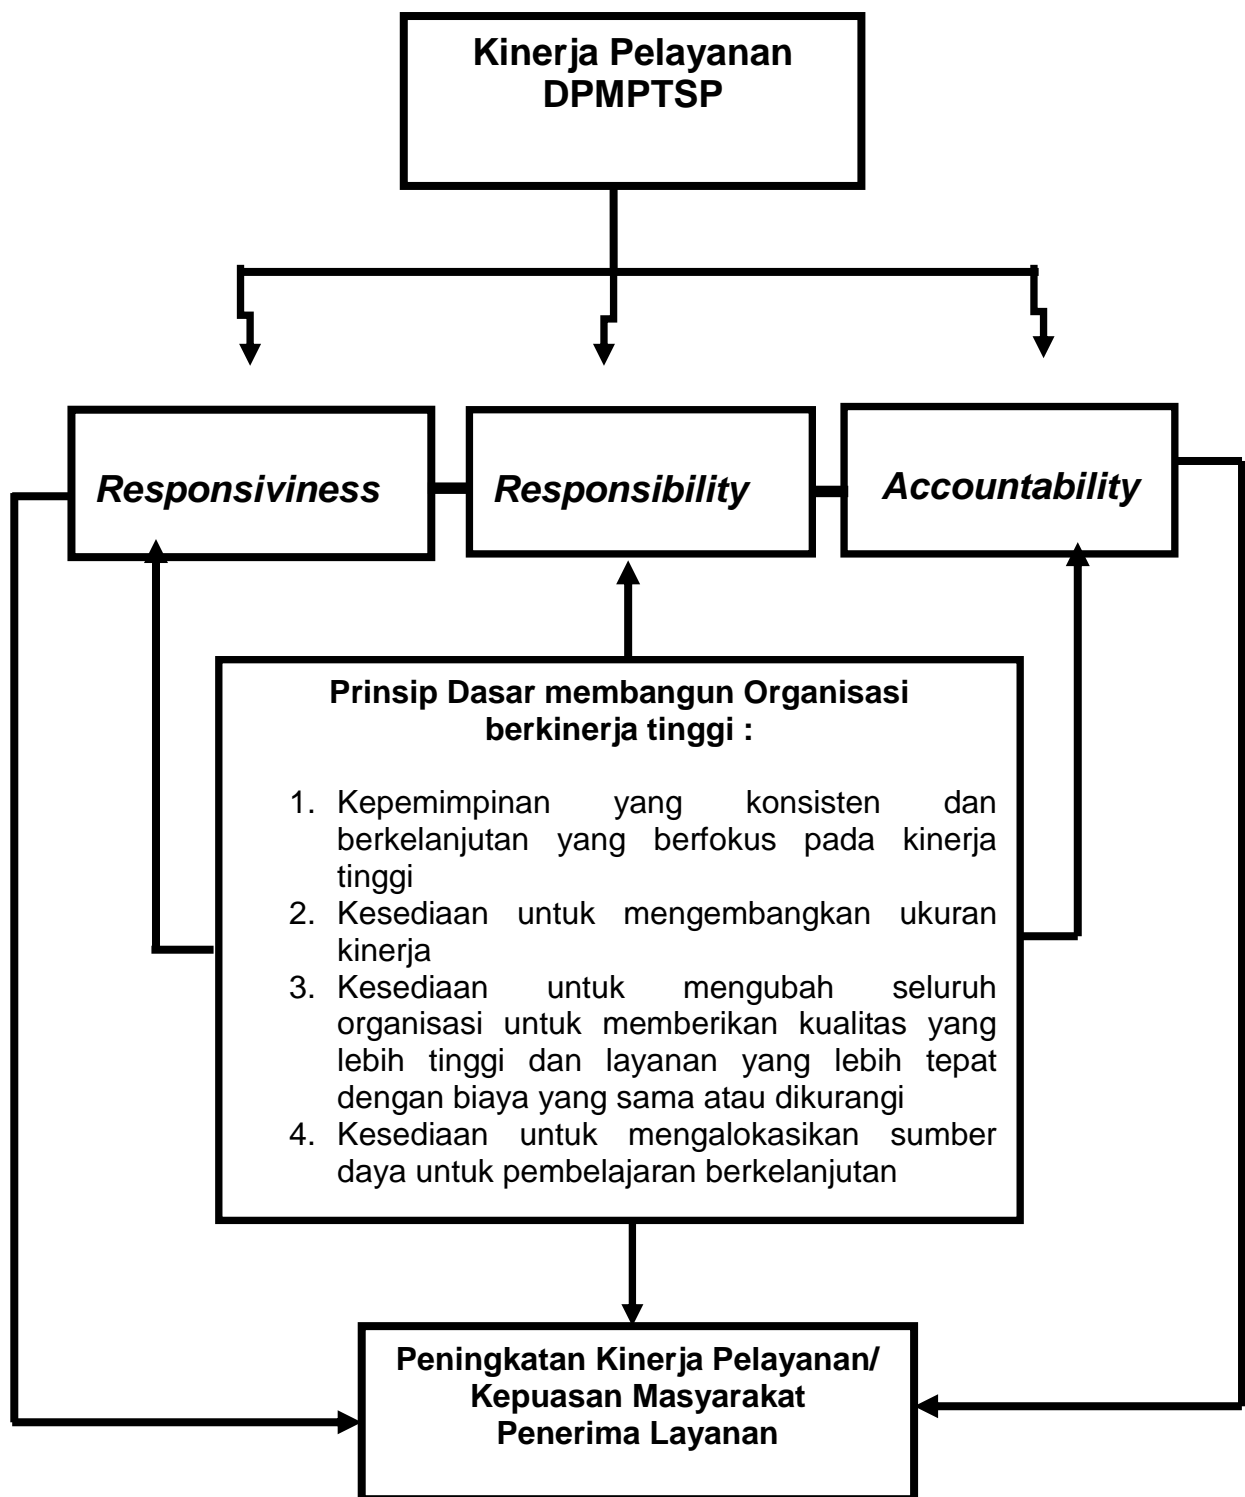 Kinerja Pelayanan
DPMPTSP
Responsiviness
Responsibility
Accountability
Prinsip Dasar membangun Organisasi
berkinerja tinggi :
1. Kepemimpinan yang konsisten dan
berkelanjutan yang berfokus pada kinerja
tinggi
2. Kesediaan untuk mengembangkan ukuran
kinerja
3. Kesediaan untuk mengubah seluruh
organisasi untuk memberikan kualitas yang
lebih tinggi dan layanan yang lebih tepat
dengan biaya yang sama atau dikurangi
4. Kesediaan untuk mengalokasikan sumber
daya untuk pembelajaran berkelanjutan
Peningkatan Kinerja Pelayanan/
Kepuasan Masyarakat
Penerima Layanan